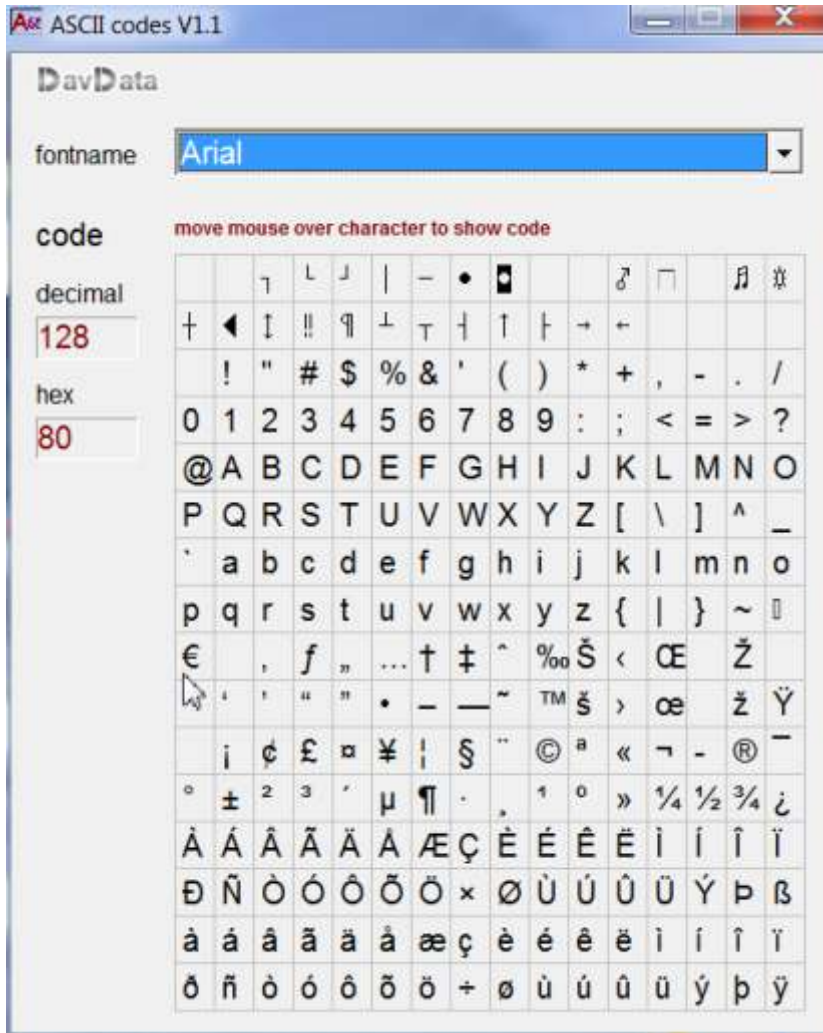 ASCII codes V1.1
DavData
fontname Arial
code move mouse over character to show code
decimal
128
hex
80
┐ └ ┘ │ ─ • ◘ ♂ ♫ ☼
┼ ◄ ↕ ‼ ¶ ┴ ┬ ┤ ↑ ├ → ←
! " # $ % & ' ( ) * + , - . /
0 1 2 3 4 5 6 7 8 9 : ; < = > ?
@ A B C D E F G H I J K L M N O
P Q R S T U V W X Y Z [ \ ] ^ _
` a b c d e f g h i j k l m n o
p q r s t u v w x y z { | } ~
€ ‚ ƒ „ … † ‡ ˆ ‰ Š ‹ Œ Ž
‘ ’ “ ” • – — ˜ ™ š › œ ž Ÿ
¡ ¢ £ ¤ ¥ ¦ § ¨ © ª « ¬ - ® ¯
° ± ² ³ ´ µ ¶ · ¸ ¹ º » ¼ ½ ¾ ¿
À Á Â Ã Ä Å Æ Ç È É Ê Ë Ì Í Î Ï
Ð Ñ Ò Ó Ô Õ Ö × Ø Ù Ú Û Ü Ý Þ ß
à á â ã ä å æ ç è é ê ë ì í î ï
ð ñ ò ó ô õ ö ÷ ø ù ú û ü ý þ ÿ